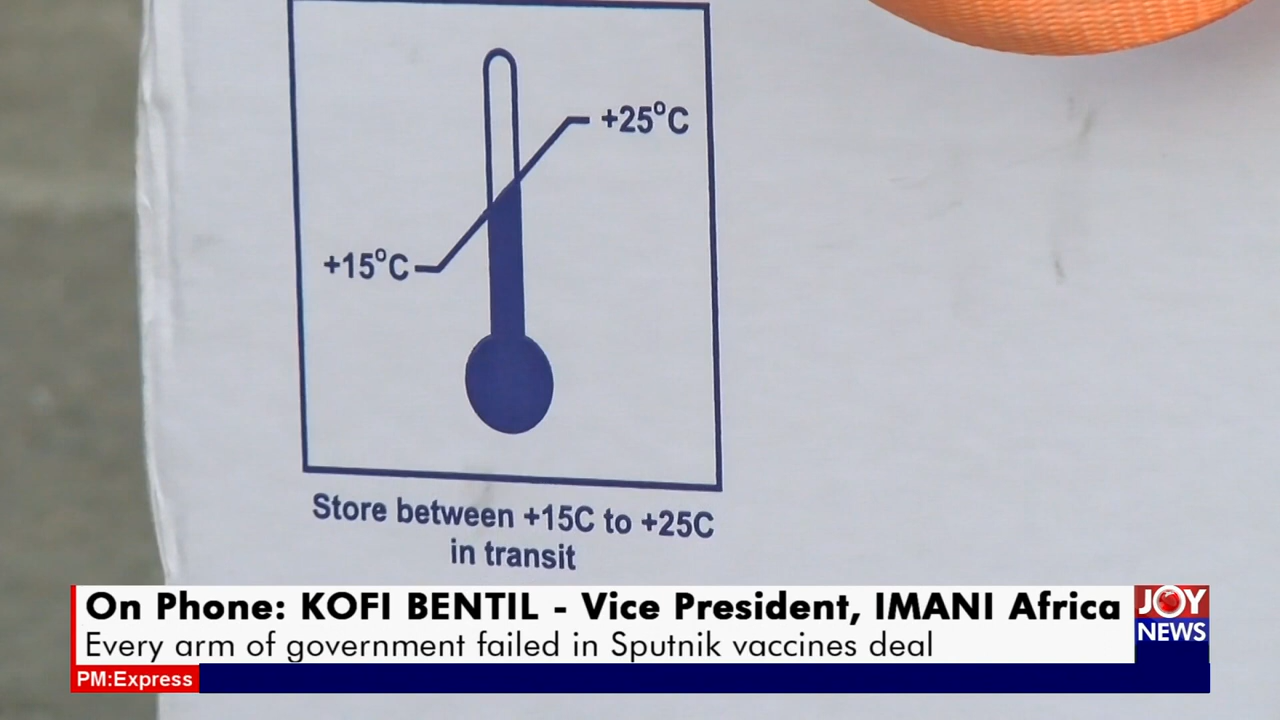 +25°C
+15°C
Store between +15C to +25C
in transit
On Phone: KOFI BENTIL - Vice President, IMANI Africa
Every arm of government failed in Sputnik vaccines deal
JOY
NEWS
PM:Express